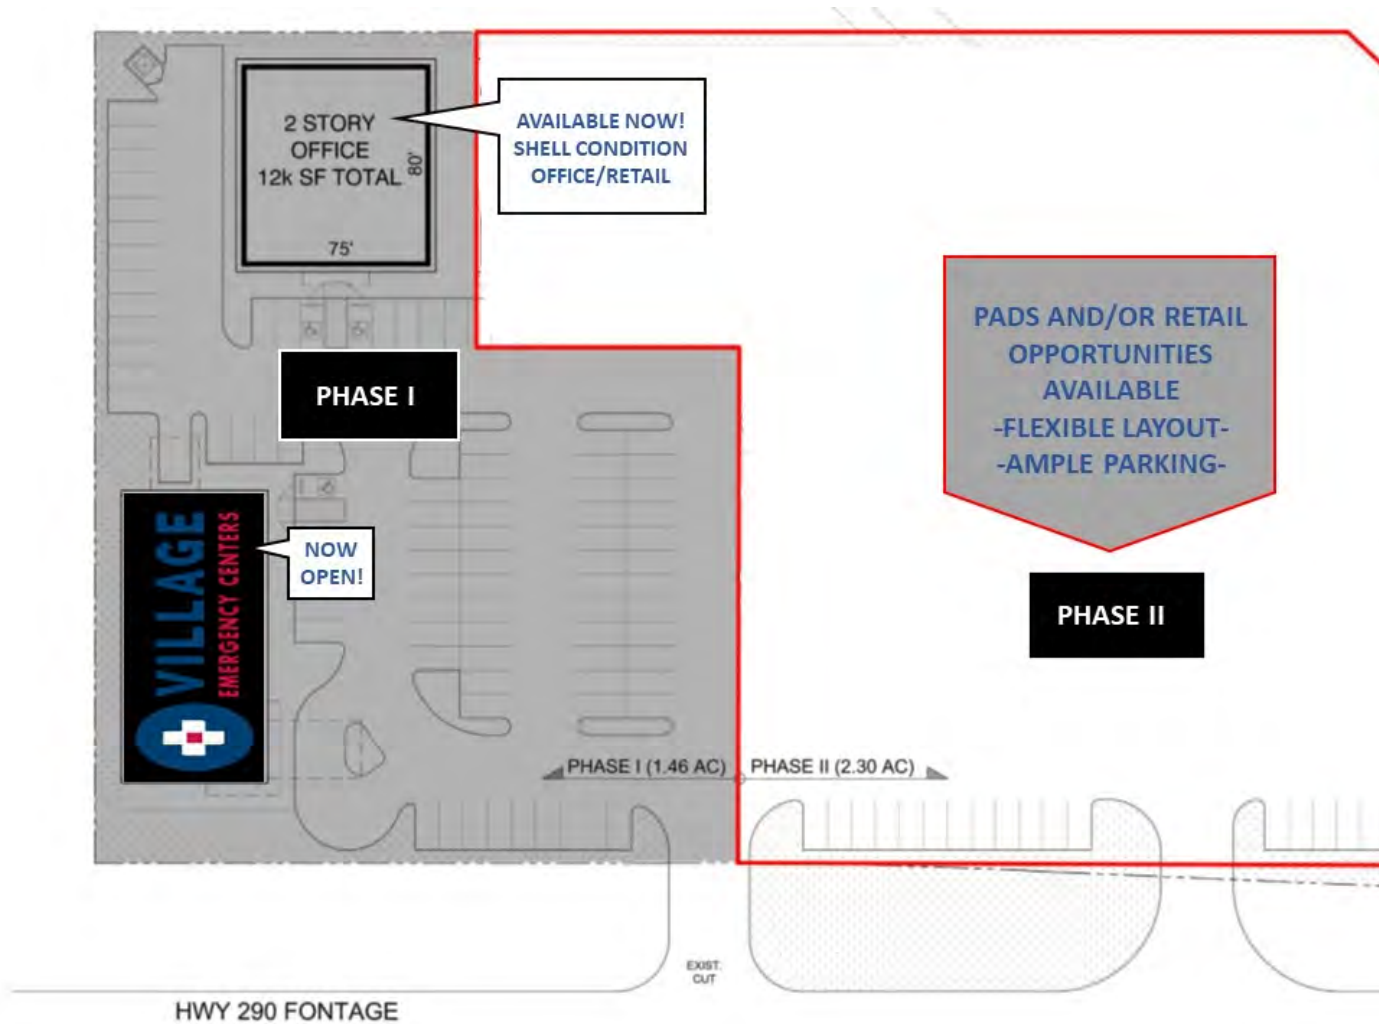 2 STORY
OFFICE
12k SF TOTAL
80'
75'
AVAILABLE NOW!
SHELL CONDITION
OFFICE/RETAIL
PADS AND/OR RETAIL
OPPORTUNITIES
AVAILABLE
-FLEXIBLE LAYOUT-
-AMPLE PARKING-
PHASE I
VILLAGE
EMERGENCY CENTERS
NOW
OPEN!
PHASE II
PHASE I (1.46 AC)
PHASE II (2.30 AC)
EXIST.
CUT
HWY 290 FONTAGE